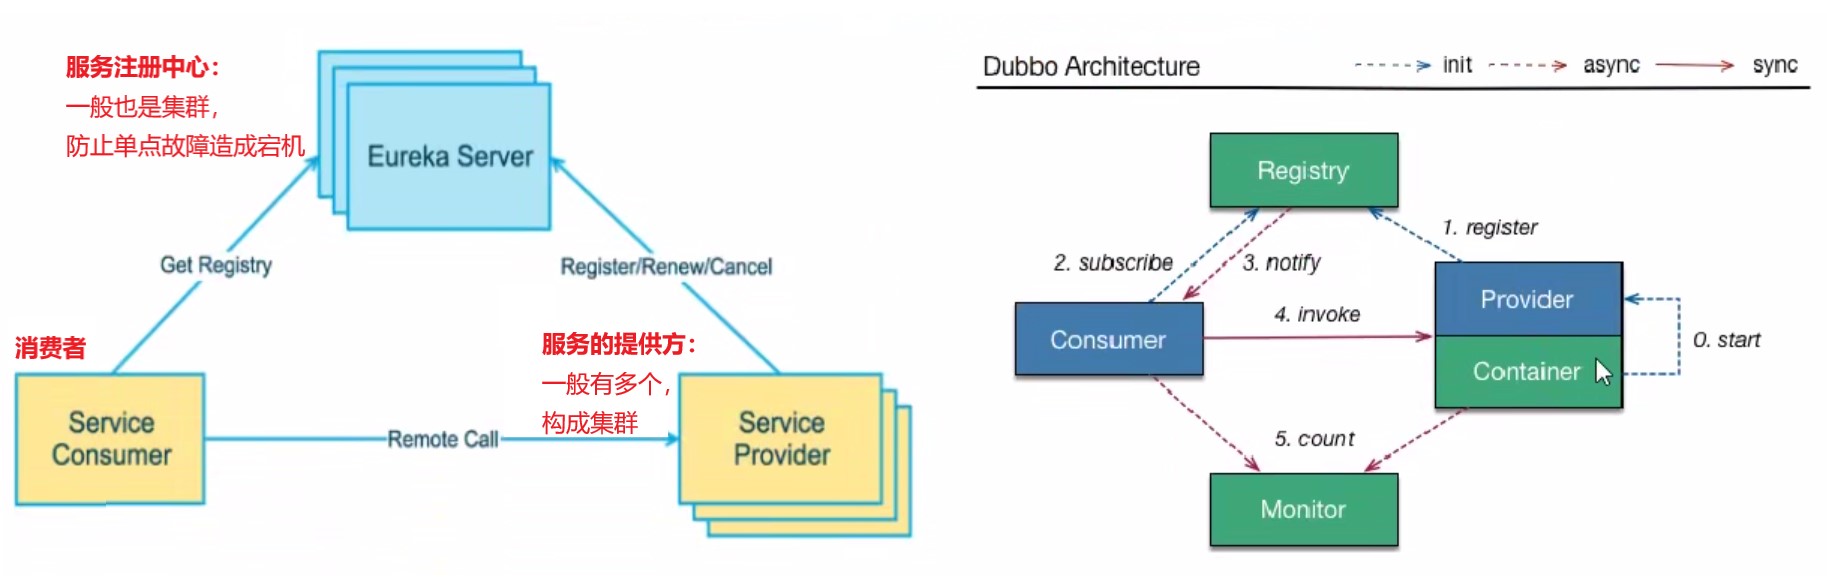 服务注册中心：
一般也是集群，
防止单点故障造成宕机
Eureka Server
Get Registry
Register/Renew/Cancel
消费者
服务的提供方：
一般有多个，
构成集群
Service
Consumer
Remote Call
Service
Provider
Dubbo Architecture
init
async
sync
Registry
1. register
2. subscribe
3. notify
Provider
4. invoke
Consumer
0. start
Container
5. count
Monitor